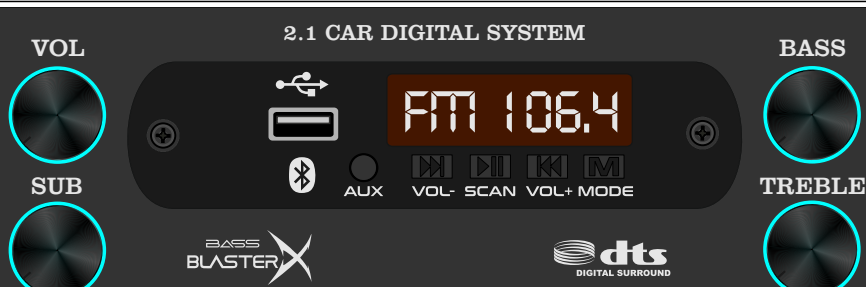 2.1 CAR DIGITAL SYSTEM
VOL
BASS
FM 106.4
SUB
AUX
VOL- SCAN VOL+ MODE
M
TREBLE
BASS
BLASTERX
dts
DIGITAL SURROUND